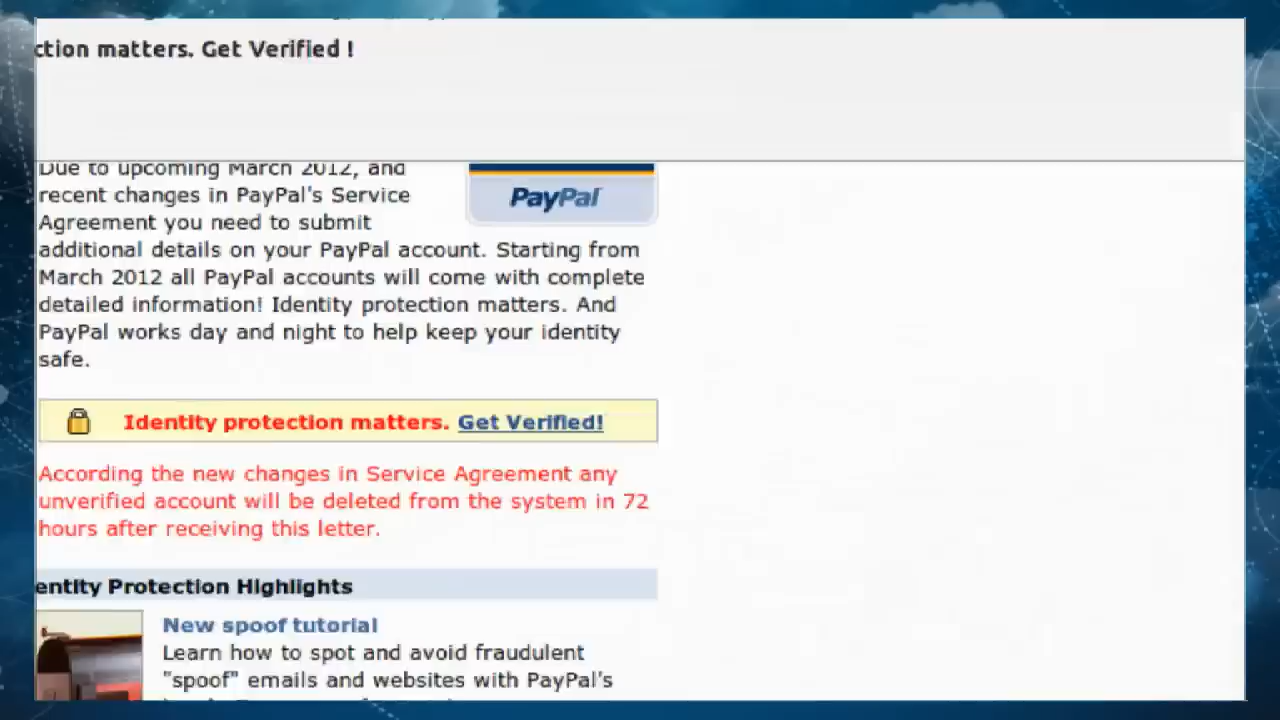 ction matters. Get Verified !
Due to upcoming March 2012, and
recent changes in PayPal's Service
Agreement you need to submit
additional details on your PayPal account. Starting from
March 2012 all PayPal accounts will come with complete
detailed information! Identity protection matters. And
PayPal works day and night to help keep your identity
safe.
PayPal
Identity protection matters. Get Verified!
According the new changes in Service Agreement any
unverified account will be deleted from the system in 72
hours after receiving this letter.
entity Protection Highlights
New spoof tutorial
Learn how to spot and avoid fraudulent
"spoof" emails and websites with PayPal's